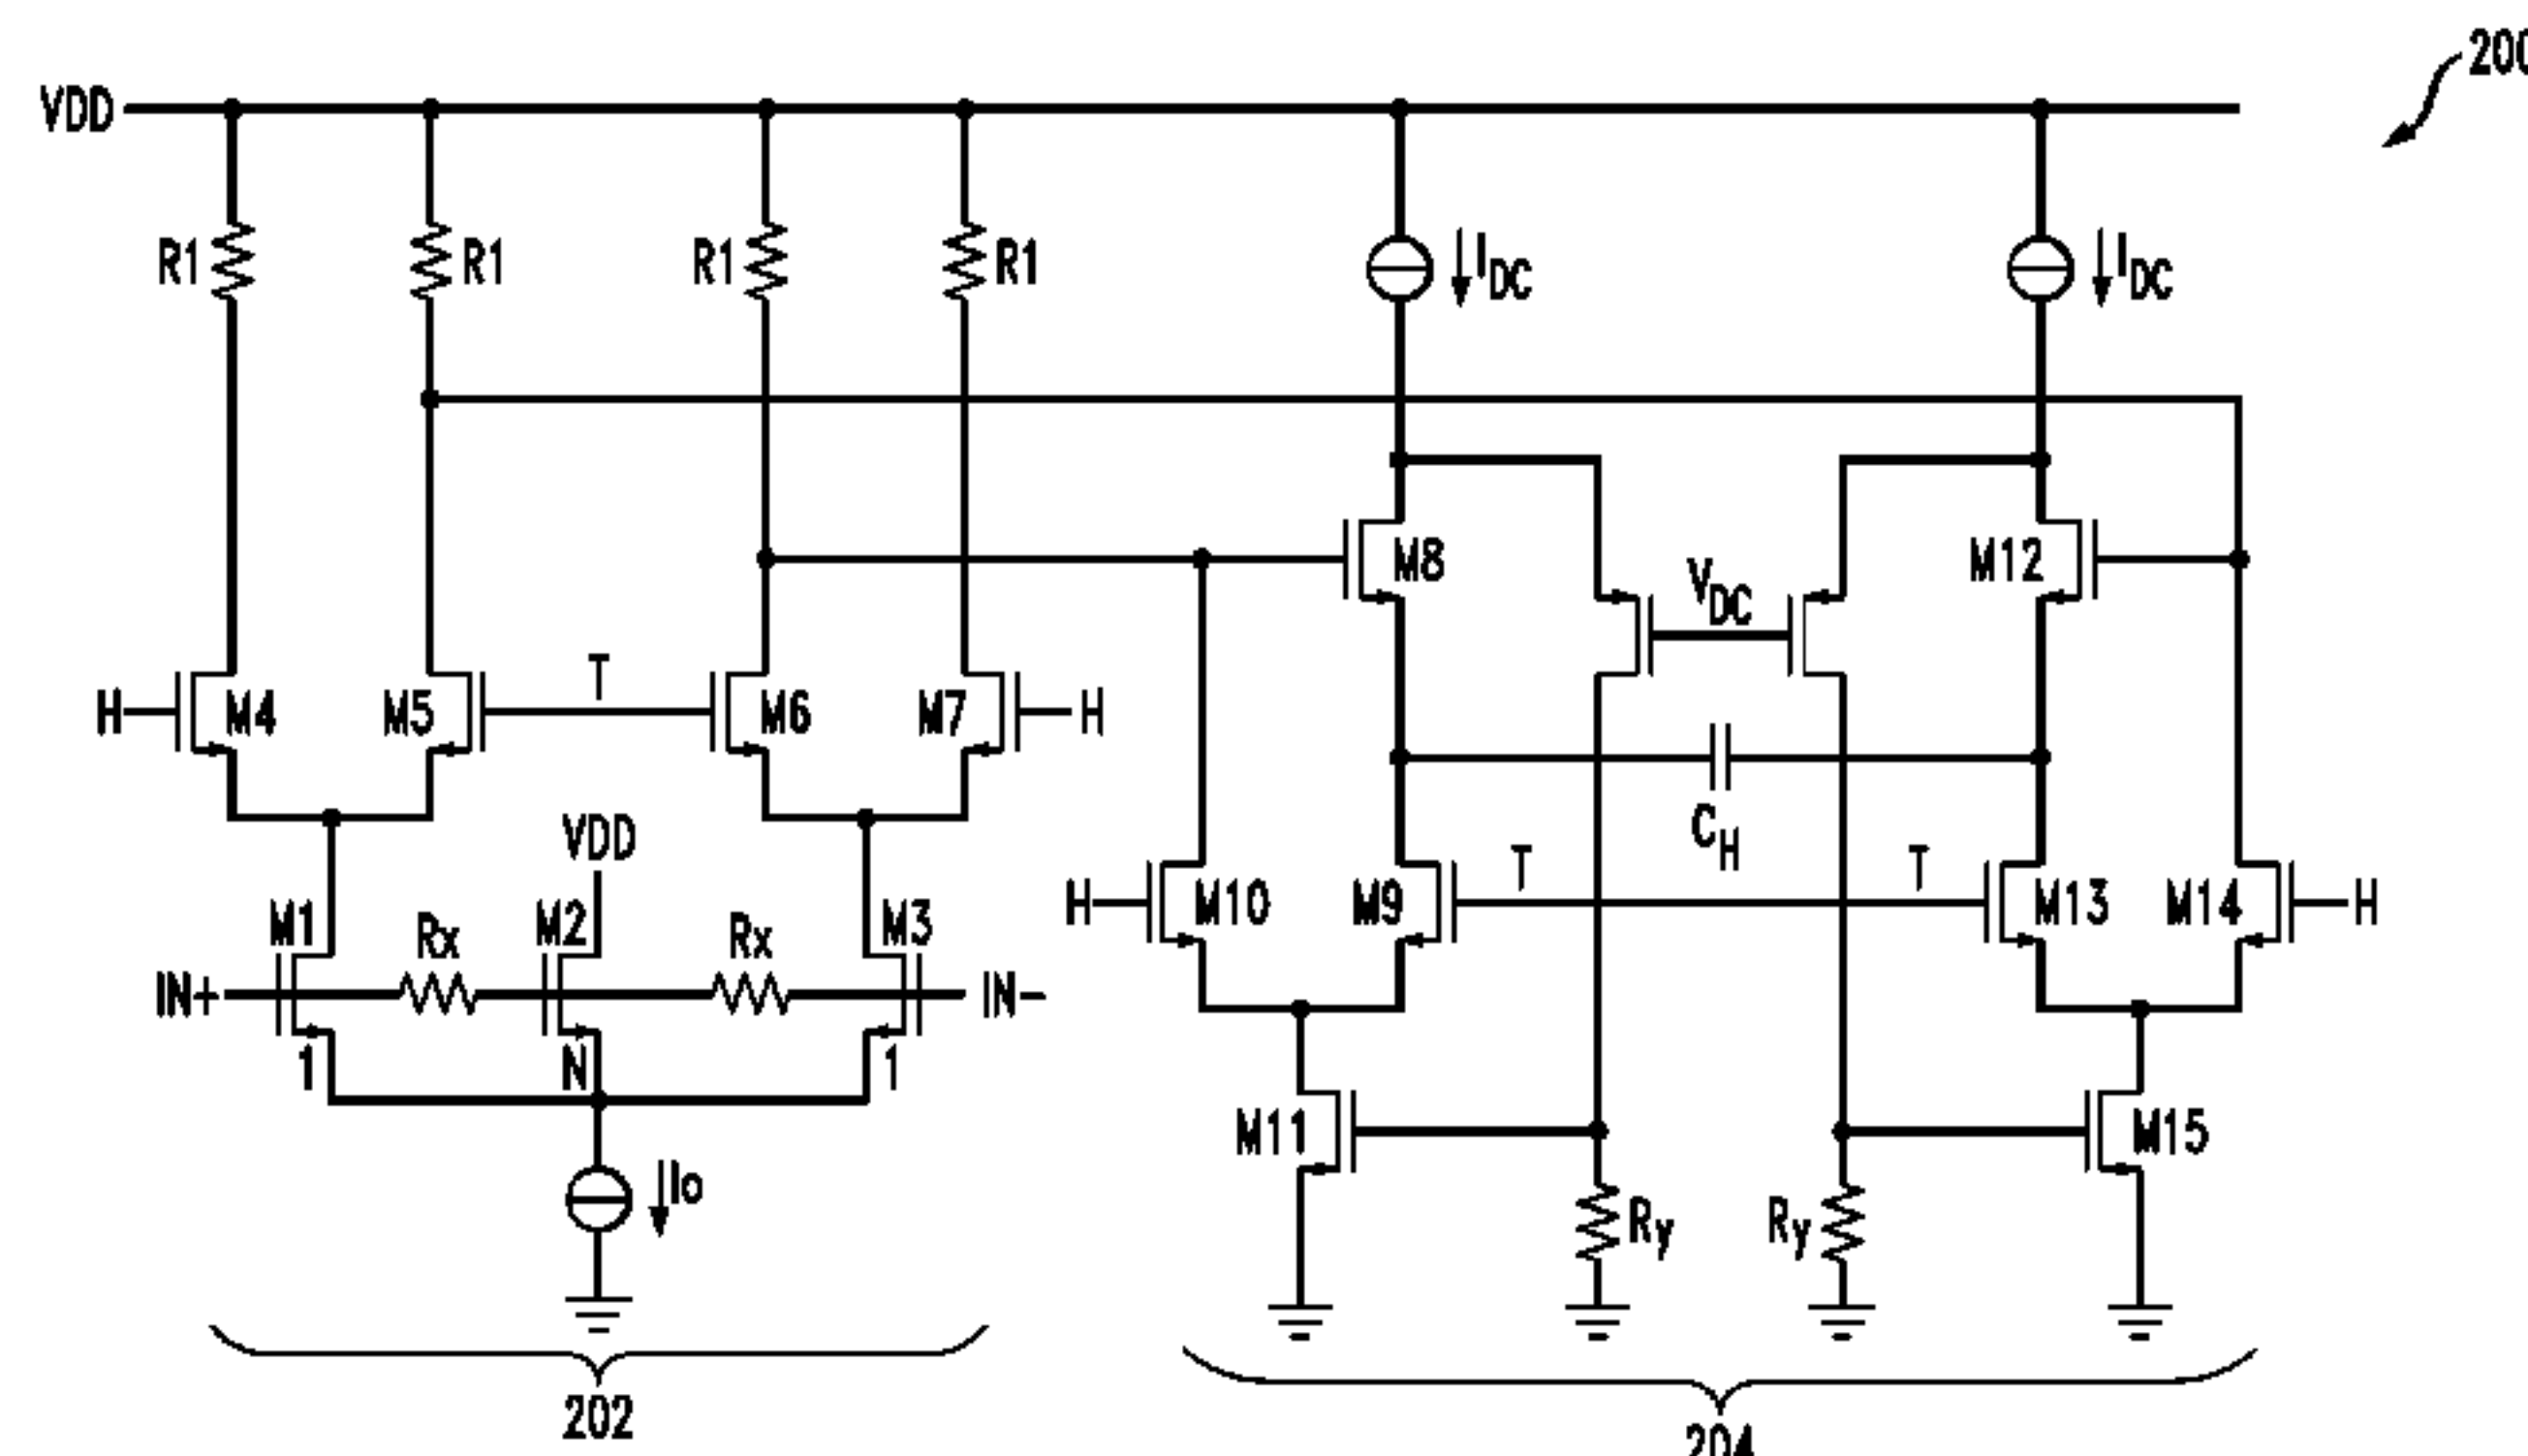 200
VDD
R1 R1 R1 R1 IDC IDC
M8 M12
VDC
T
H M4 M5 M6 M7 H
CH
VDD
T T
H M10 M9 M13 M14 H
M1 Rx M2 Rx M3
IN+ IN-
1 N 1
M11 M15
Io
Ry Ry
202
204